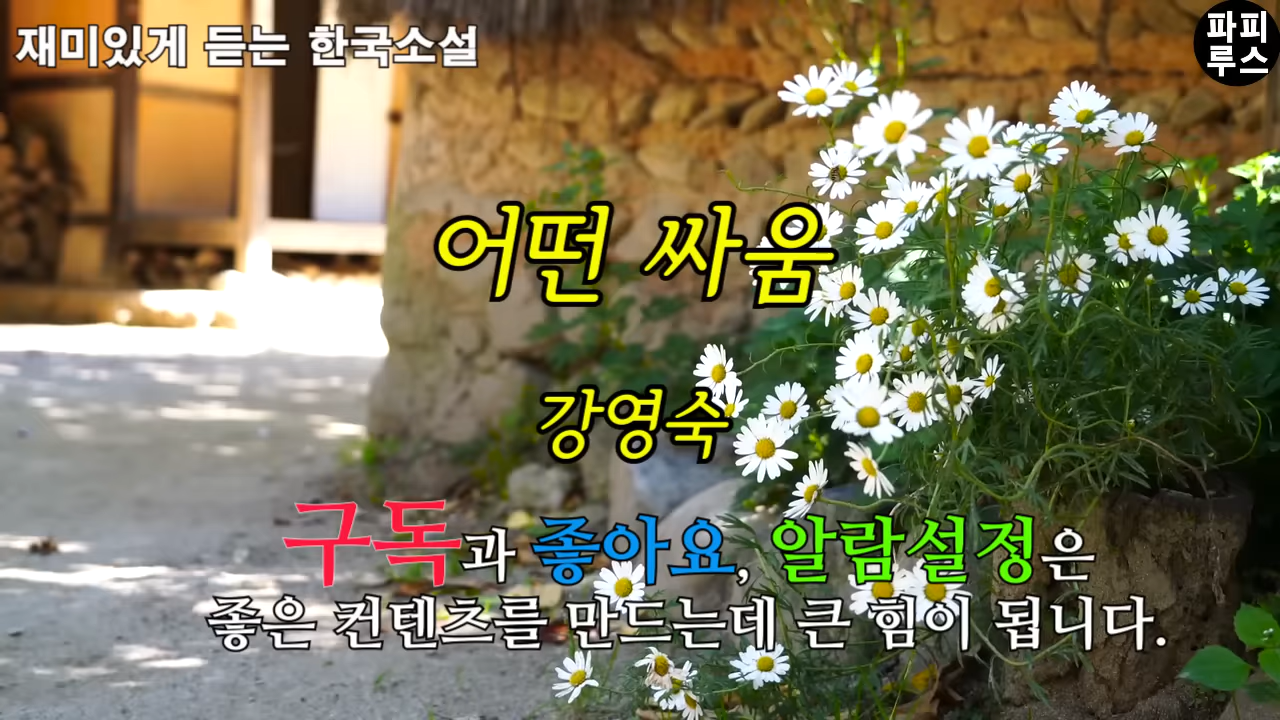 재미있게 듣는 한국소설
파피
루스
어떤 싸움
강영숙
구독과 좋아요, 알람설정은
좋은 컨텐츠를 만드는데 큰 힘이 됩니다.